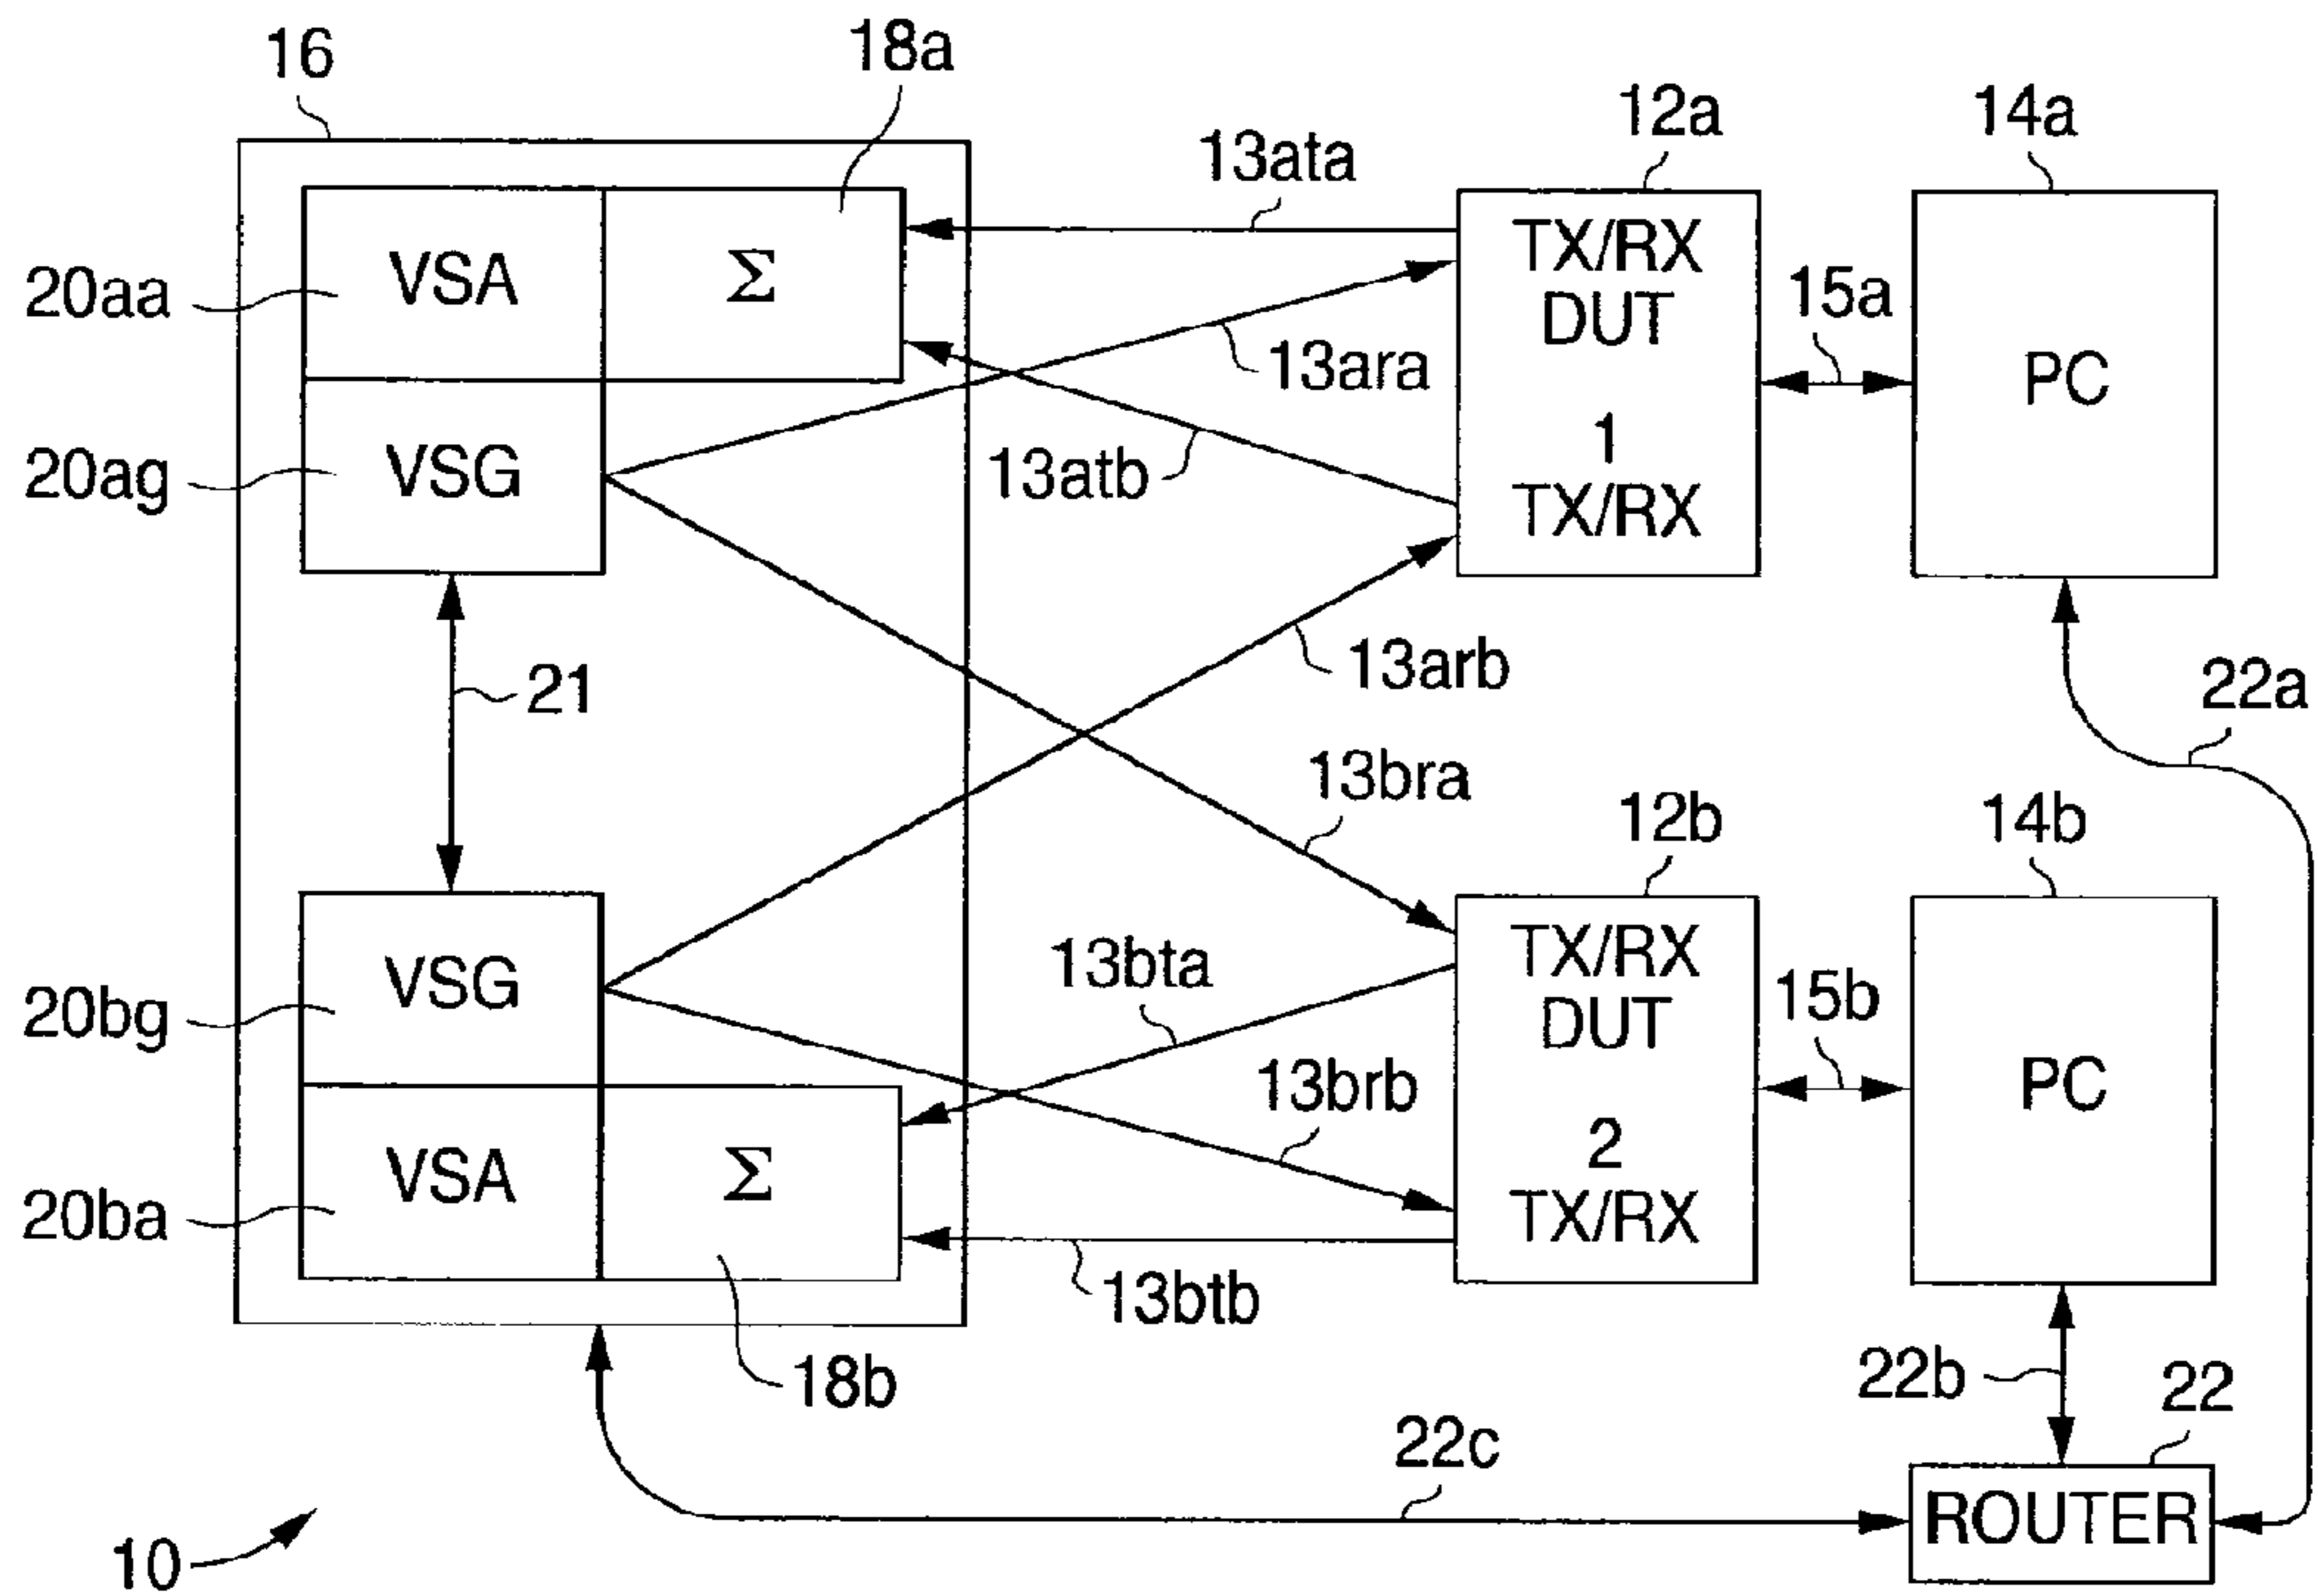 16
18a
12a
14a
13ata
20aa
VSA
Σ
TX/RX
DUT
1
TX/RX
15a
PC
13ara
20ag
VSG
13atb
21
13arb
22a
13bra
12b
14b
20bg
VSG
13bta
TX/RX
DUT
2
TX/RX
15b
PC
13brb
20ba
VSA
Σ
13btb
18b
22b
22
22c
ROUTER
10